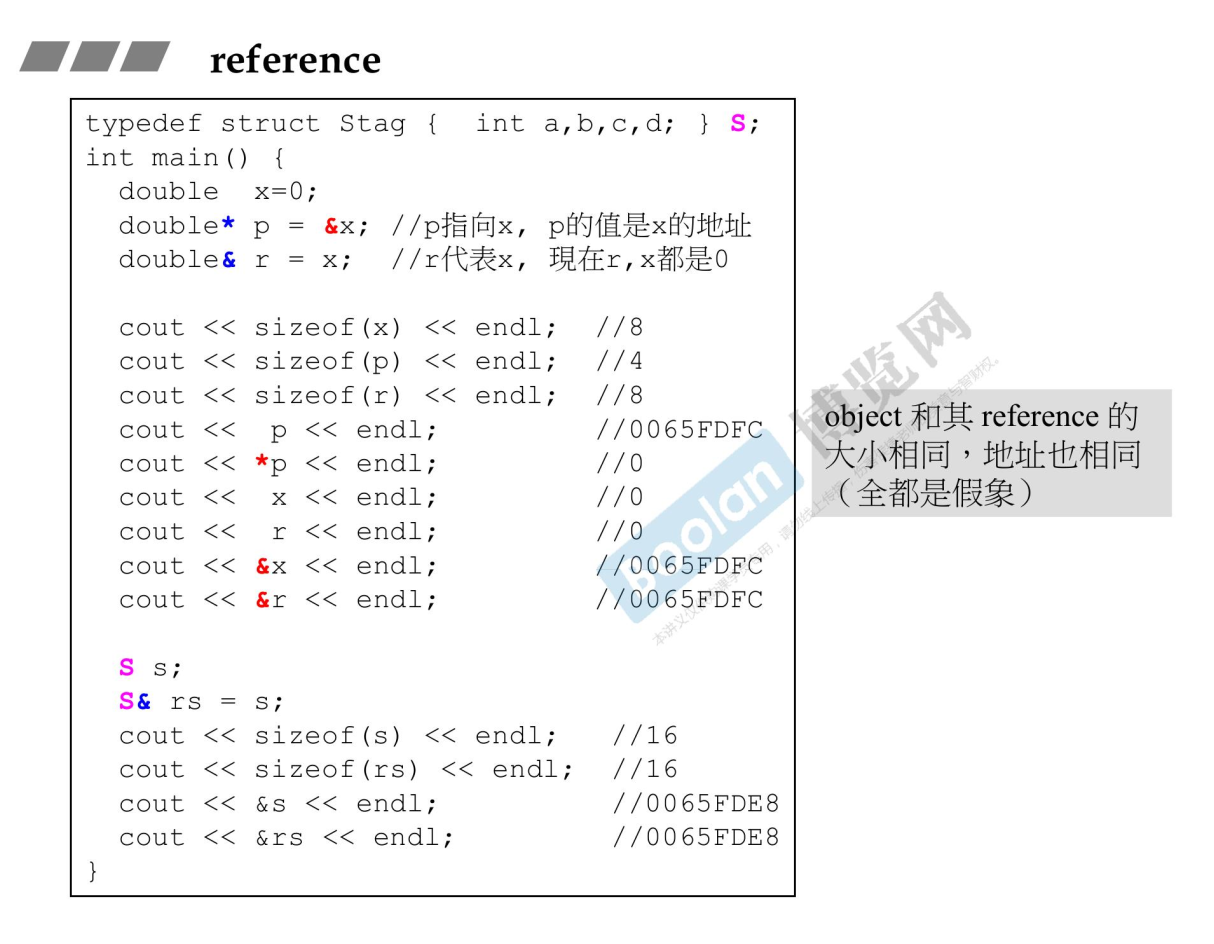 reference
typedef struct Stag {  int a,b,c,d; } S;
int main() {
  double  x=0;
  double* p = &x; //p指向x, p的值是x的地址
  double& r = x;  //r代表x, 現在r,x都是0
  cout << sizeof(x) << endl;  //8
  cout << sizeof(p) << endl;  //4
  cout << sizeof(r) << endl;  //8
  cout <<  p << endl;         //0065FDFC
  cout << *p << endl;         //0
  cout <<  x << endl;         //0
  cout <<  r << endl;         //0
  cout << &x << endl;         //0065FDFC
  cout << &r << endl;         //0065FDFC
  S s;
  S& rs = s;
  cout << sizeof(s) << endl;   //16
  cout << sizeof(rs) << endl;  //16
  cout << &s << endl;          //0065FDE8
  cout << &rs << endl;         //0065FDE8
}
object 和其 reference 的
大小相同，地址也相同
（全都是假象）
Boolan 博览网